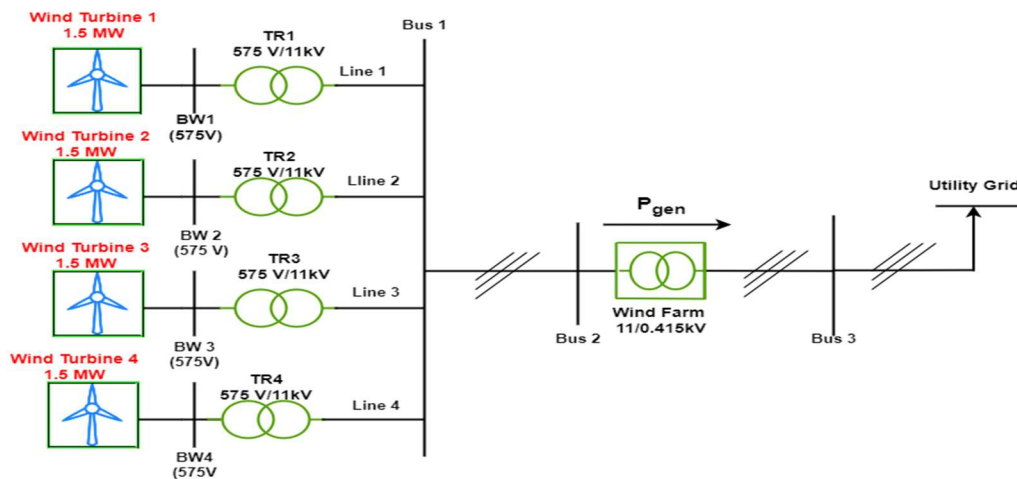 Wind Turbine 1
1.5 MW
BW1
(575V)
TR1
575 V/11kV
Line 1
Bus 1
Wind Turbine 2
1.5 MW
BW 2
(575 V)
TR2
575 V/11kV
Lline 2
Wind Turbine 3
1.5 MW
BW 3
(575V)
TR3
575 V/11kV
Line 3
Wind Turbine 4
1.5 MW
BW4
(575V
TR4
575 V/11kV
Line 4
Bus 2
Pgen
Wind Farm
11/0.415kV
Bus 3
Utility Grid